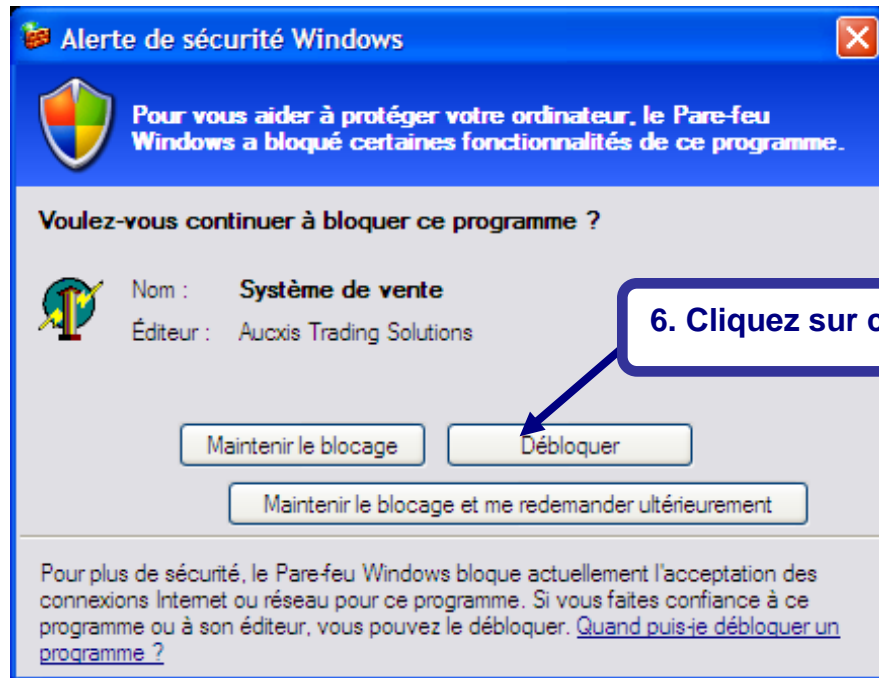 Alerte de sécurité Windows
Pour vous aider à protéger votre ordinateur, le Pare-feu
Windows a bloqué certaines fonctionnalités de ce programme.
Voulez-vous continuer à bloquer ce programme ?
Nom : Système de vente
Éditeur : Aucxis Trading Solutions
6. Cliquez sur
Maintenir le blocage Débloquer
Maintenir le blocage et me redemander ultérieurement
Pour plus de sécurité, le Pare-feu Windows bloque actuellement l'acceptation des
connexions Internet ou réseau pour ce programme. Si vous faites confiance à ce
programme ou à son éditeur, vous pouvez le débloquer. Quand puis-je débloquer un
programme ?